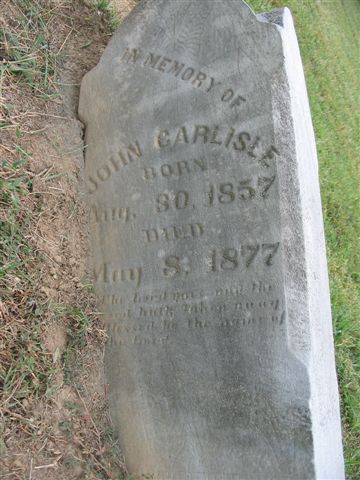 IN MEMORY OF
JOHN CARLISLE
BORN
Aug. 30, 1857
DIED
May 8, 1877
The Lord gave and the
Lord hath taken away
Blessed be the name of
the Lord